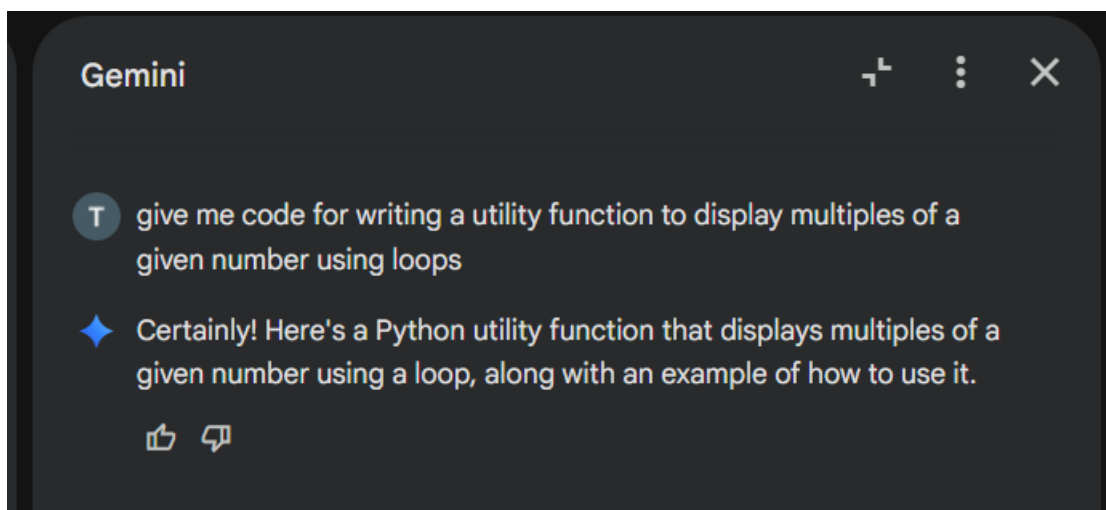 Gemini
T
give me code for writing a utility function to display multiples of a
given number using loops
Certainly! Here's a Python utility function that displays multiples of a
given number using a loop, along with an example of how to use it.